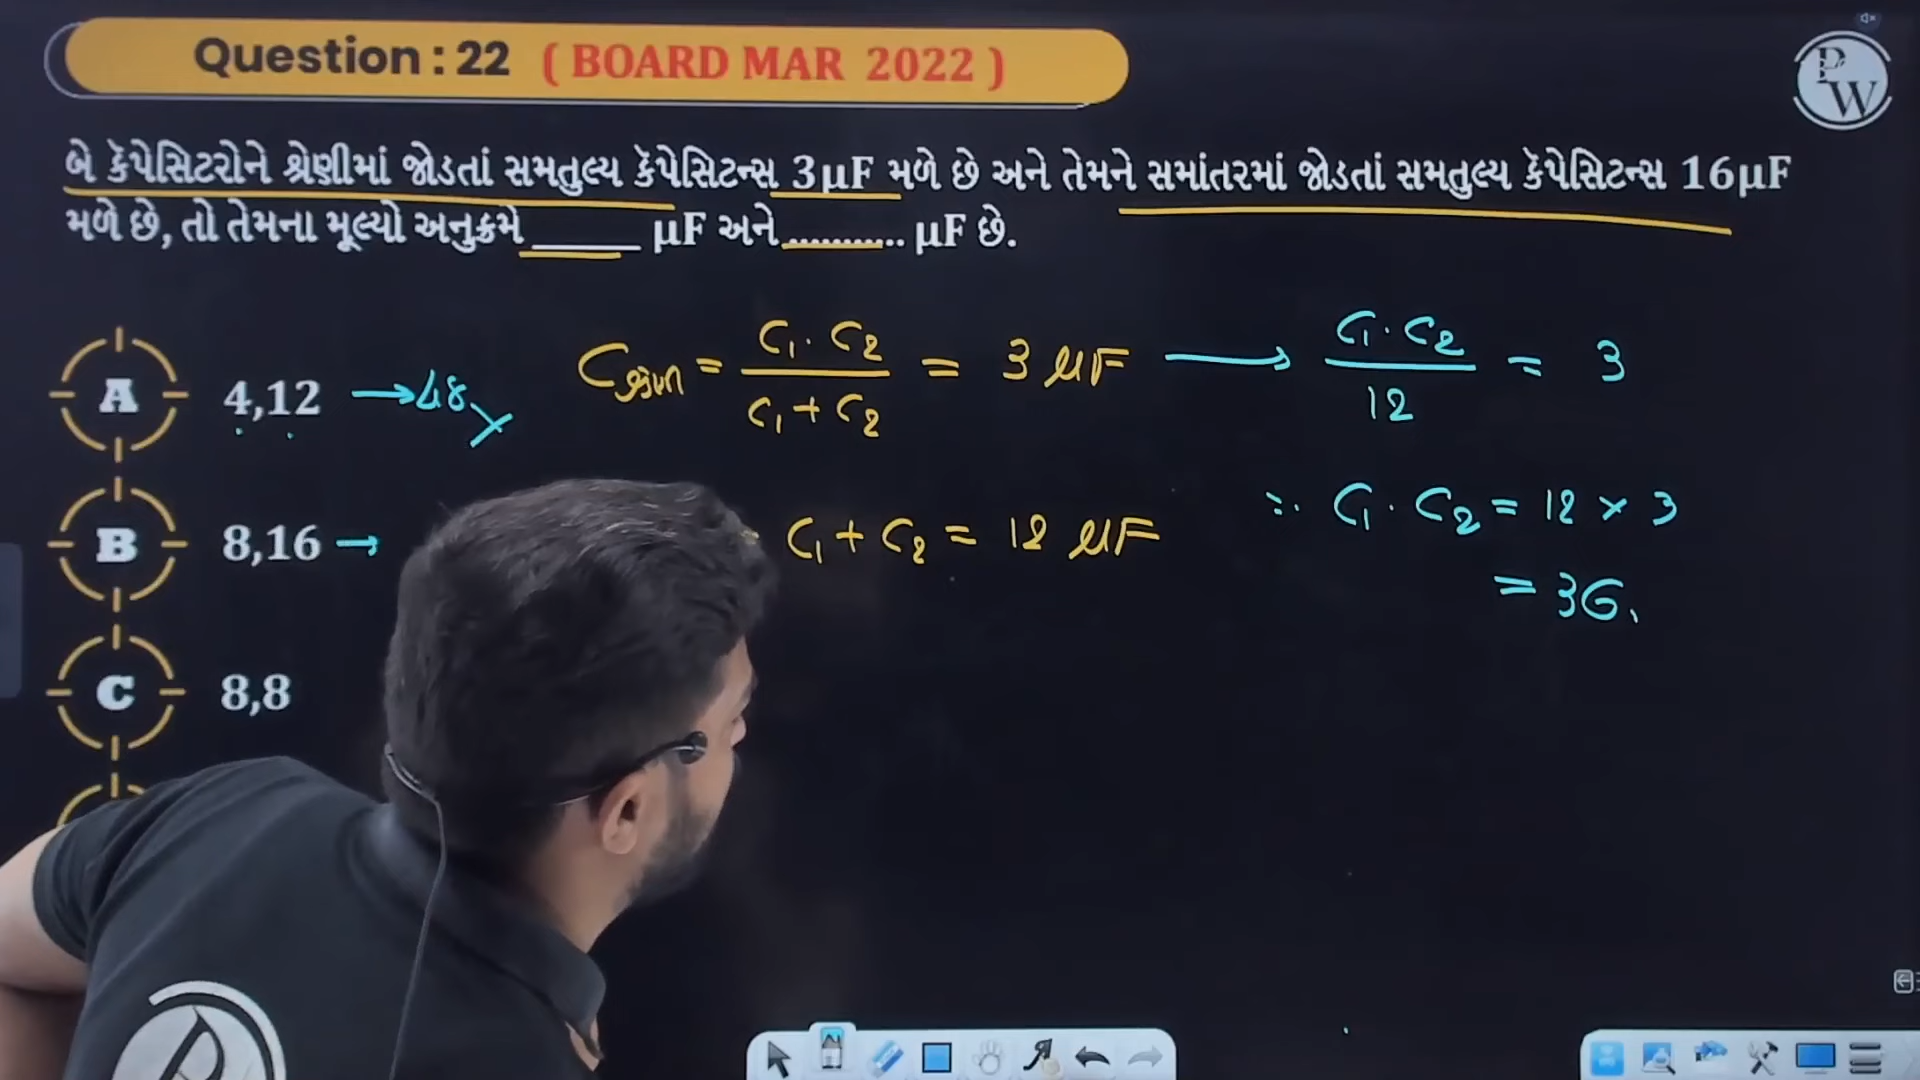 Question : 22 ( BOARD MAR 2022 )
PW
બે કૅપેસિટરોને શ્રેણીમાં જોડતાં સમતુલ્ય કૅપેસિટન્સ 3µF મળે છે અને તેમને સમાંતરમાં જોડતાં સમતુલ્ય કૅપેસિટન્સ 16µF
મળે છે, તો તેમના મૂલ્યો અનુક્રમે ______ µF અને ........... µF છે.
A 4,12 → 48 ×
C શ્રેણી = C₁ · C₂ / C₁ + C₂ = 3 µF → C₁ · C₂ / 12 = 3
B 8,16 →
C₁ + C₂ = 12 µF
∴ C₁ · C₂ = 12 × 3
= 36
C 8,8